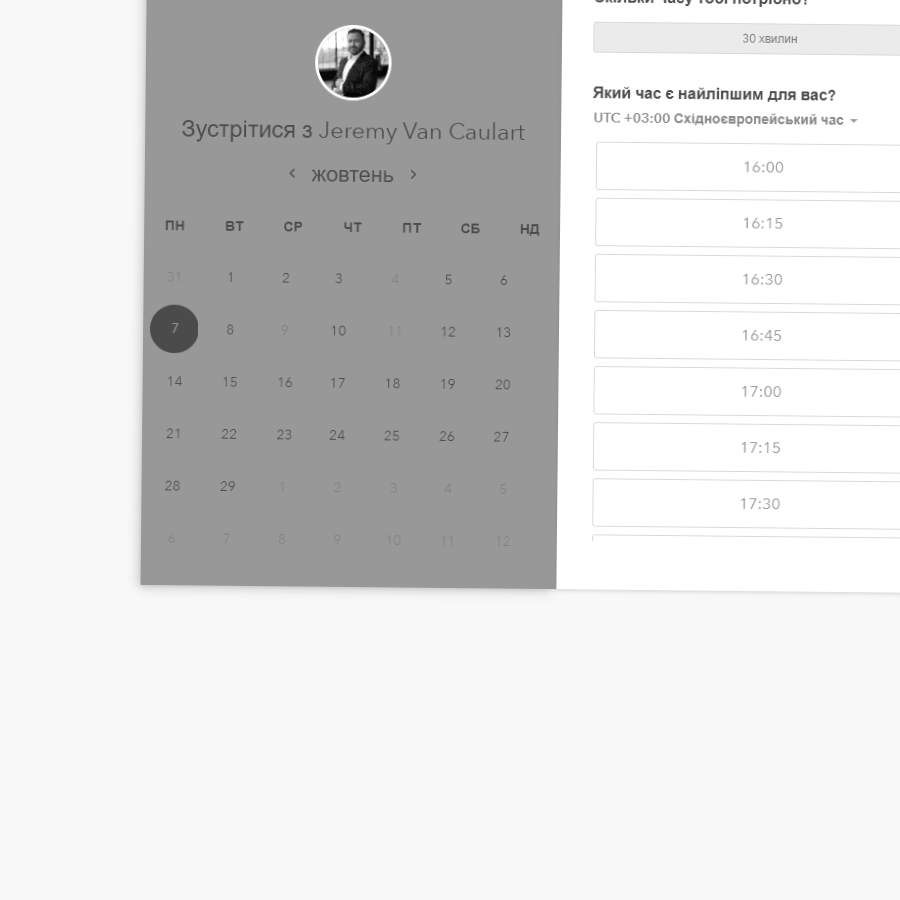 Зустрітися з Jeremy Van Caulart
жовтень
ПН ВТ СР ЧТ ПТ СБ НД
31 1 2 3 4 5 6
7 8 9 10 11 12 13
14 15 16 17 18 19 20
21 22 23 24 25 26 27
28 29 1 2 3 4 5
6 7 8 9 10 11 12
Скільки часу тобі потрібно?
30 хвилин
Який час є найліпшим для вас?
UTC +03:00 Східноєвропейський час
16:00
16:15
16:30
16:45
17:00
17:15
17:30